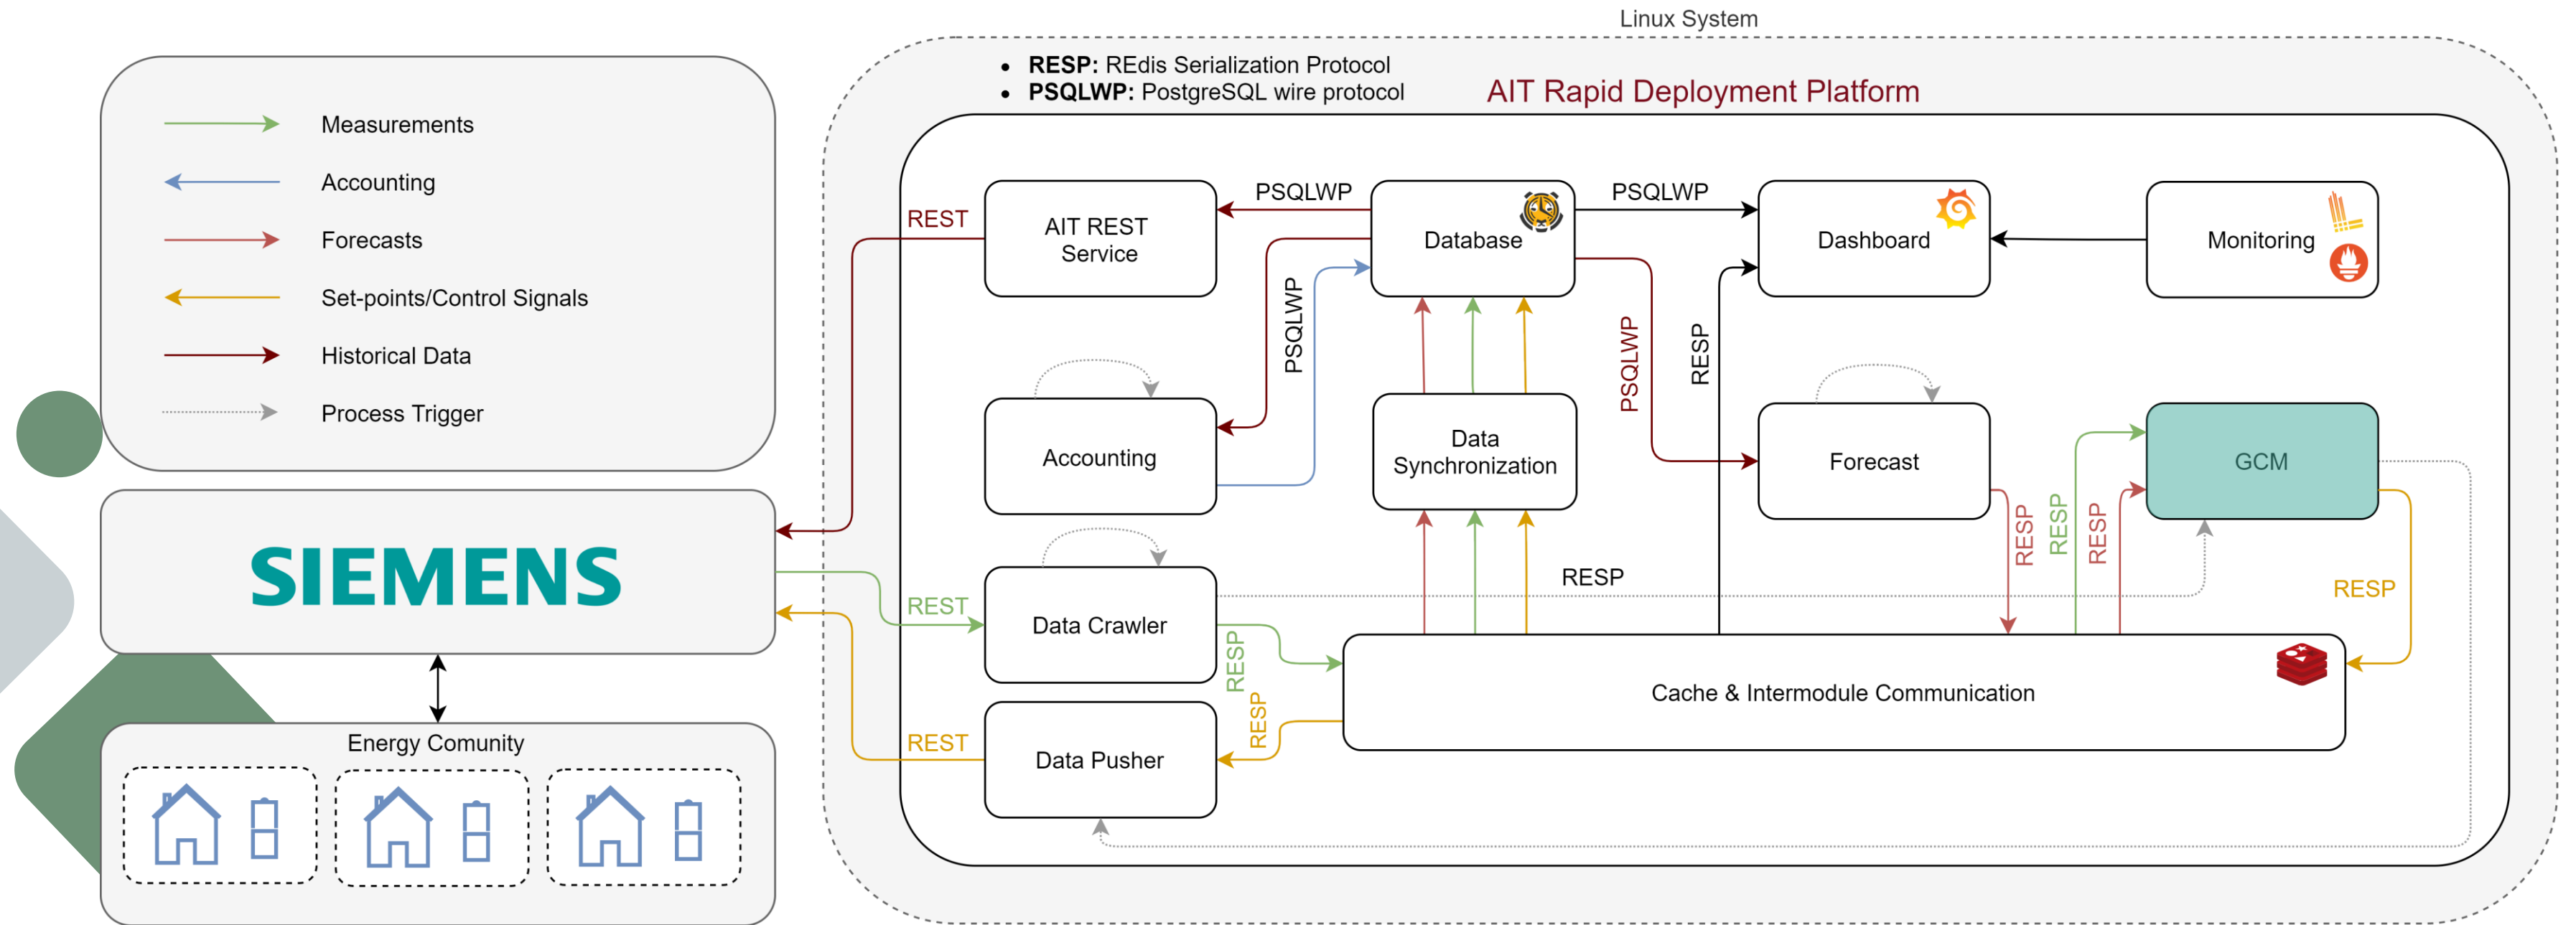 Linux System
RESP: REdis Serialization Protocol
PSQLWP: PostgreSQL wire protocol
AIT Rapid Deployment Platform
Measurements
Accounting
Forecasts
Set-points/Control Signals
Historical Data
Process Trigger
SIEMENS
Energy Comunity
REST
AIT REST
Service
PSQLWP
Database
PSQLWP
Dashboard
Monitoring
PSQLWP
PSQLWP
RESP
Accounting
Data
Synchronization
Forecast
GCM
RESP
RESP
RESP
RESP
RESP
REST
Data Crawler
RESP
Cache & Intermodule Communication
RESP
REST
Data Pusher